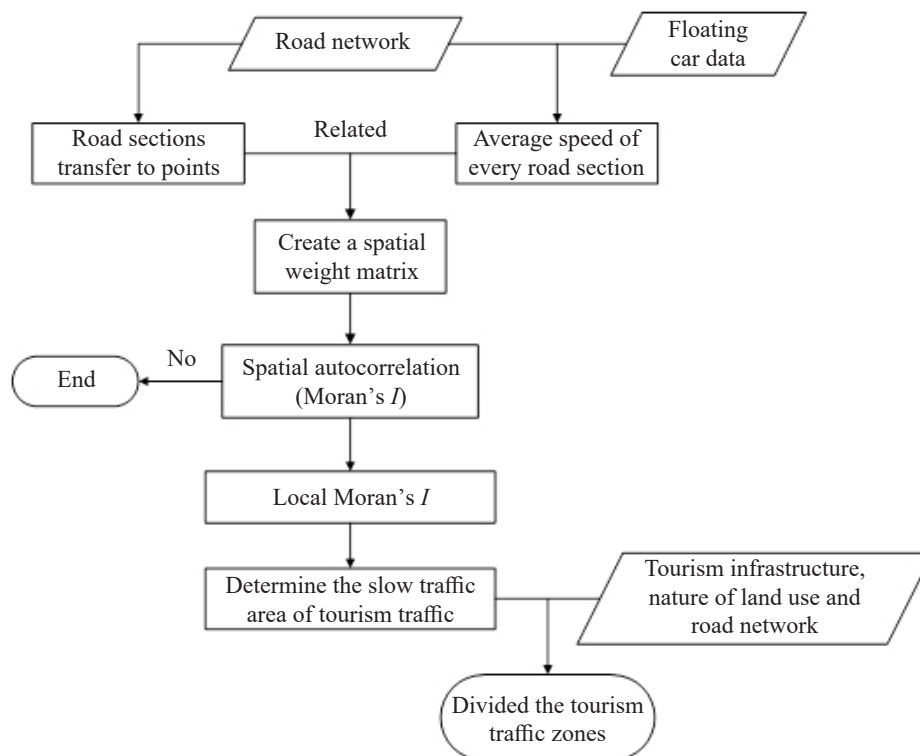 Road network
Floating
car data
Road sections
transfer to points
Related
Average speed of
every road section
Create a spatial
weight matrix
No
End
Spatial autocorrelation
(Moran's I)
Local Moran's I
Determine the slow traffic
area of tourism traffic
Tourism infrastructure,
nature of land use and
road network
Divided the tourism
traffic zones